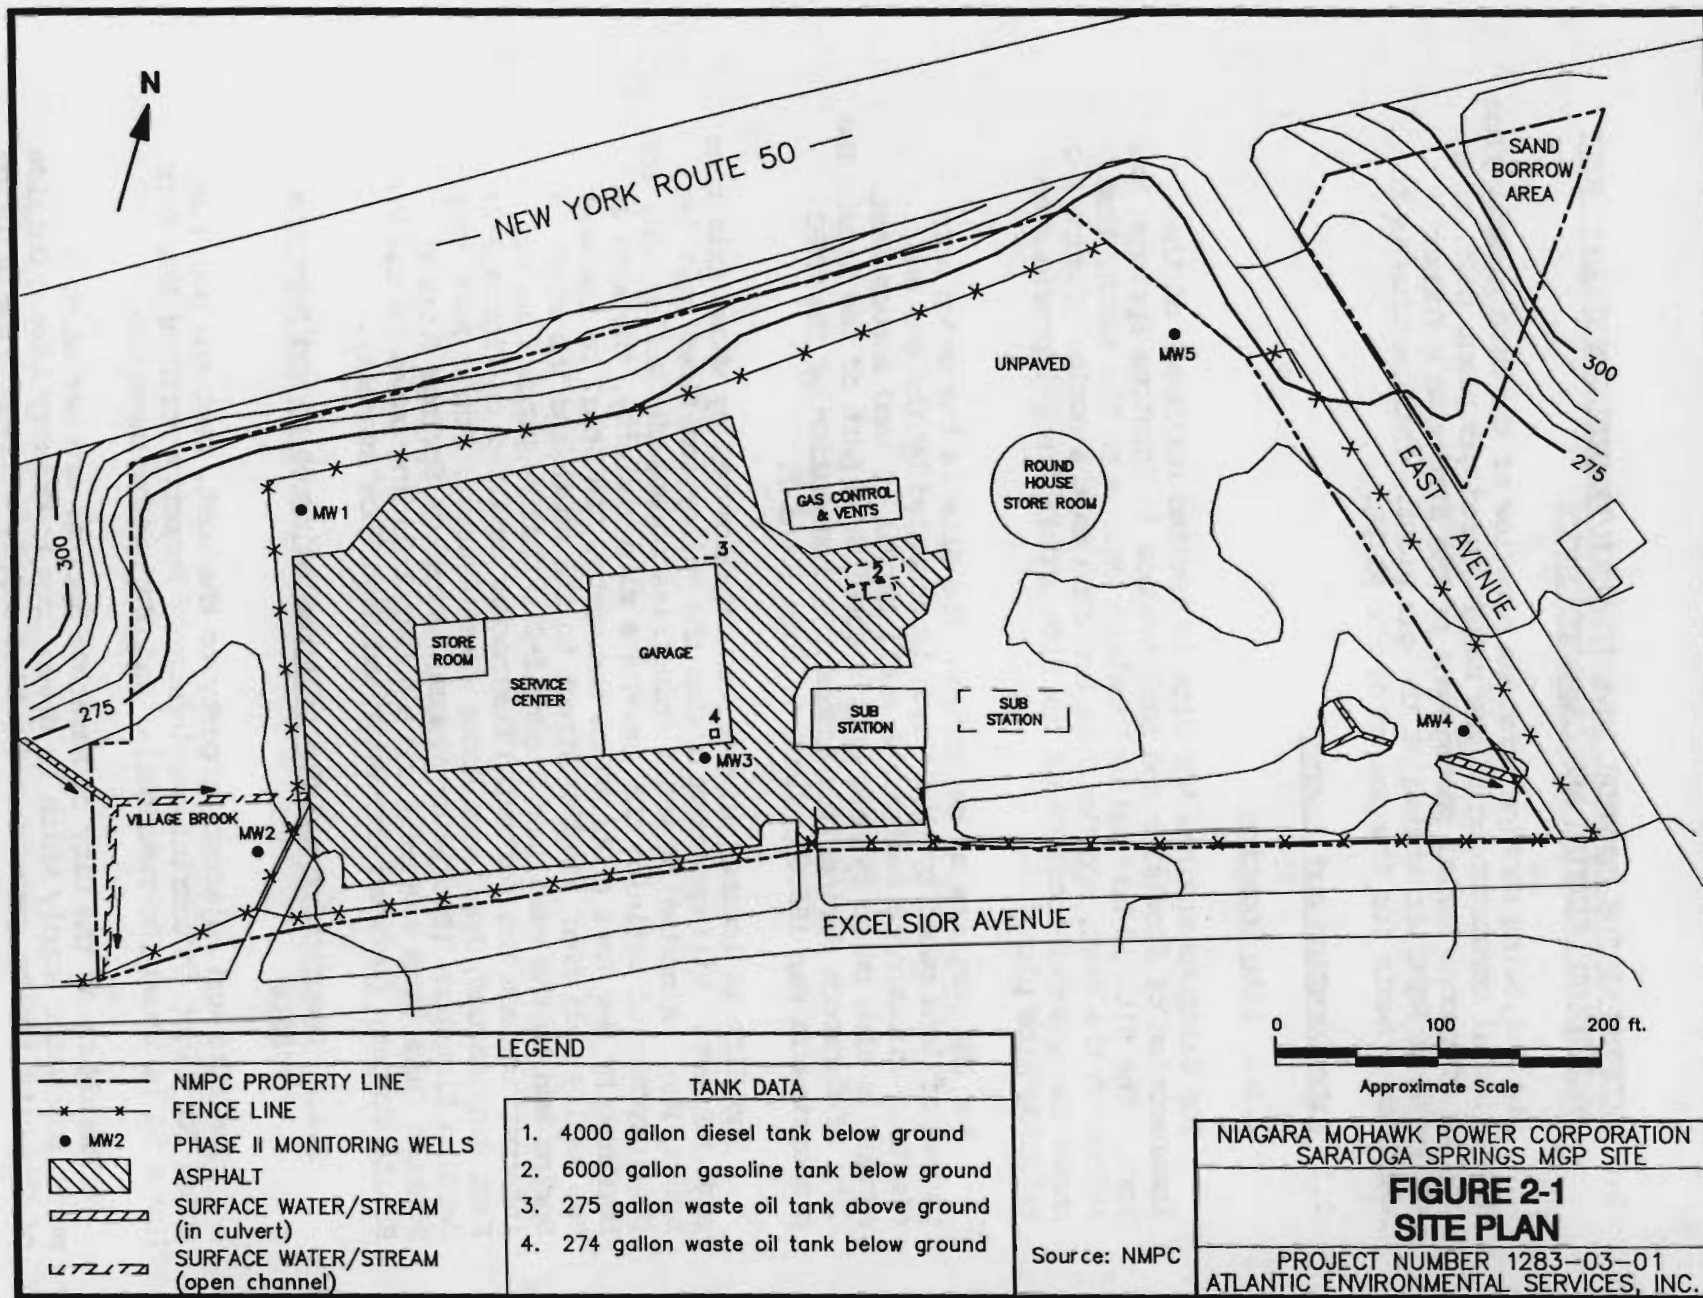 N
NEW YORK ROUTE 50
SAND
BORROW
AREA
300
275
UNPAVED
MW5
EAST AVENUE
ROUND
HOUSE
STORE ROOM
GAS CONTROL
& VENTS
MW1
3
2
1
300
STORE
ROOM
GARAGE
SERVICE
CENTER
4
MW3
SUB
STATION
SUB
STATION
MW4
275
VILLAGE BROOK
MW2
EXCELSIOR AVENUE
0 100 200 ft.
Approximate Scale
LEGEND
NMPC PROPERTY LINE
FENCE LINE
MW2 PHASE II MONITORING WELLS
ASPHALT
SURFACE WATER/STREAM
(in culvert)
SURFACE WATER/STREAM
(open channel)
TANK DATA
1. 4000 gallon diesel tank below ground
2. 6000 gallon gasoline tank below ground
3. 275 gallon waste oil tank above ground
4. 274 gallon waste oil tank below ground
Source: NMPC
NIAGARA MOHAWK POWER CORPORATION
SARATOGA SPRINGS MGP SITE
FIGURE 2-1
SITE PLAN
PROJECT NUMBER 1283-03-01
ATLANTIC ENVIRONMENTAL SERVICES, INC.